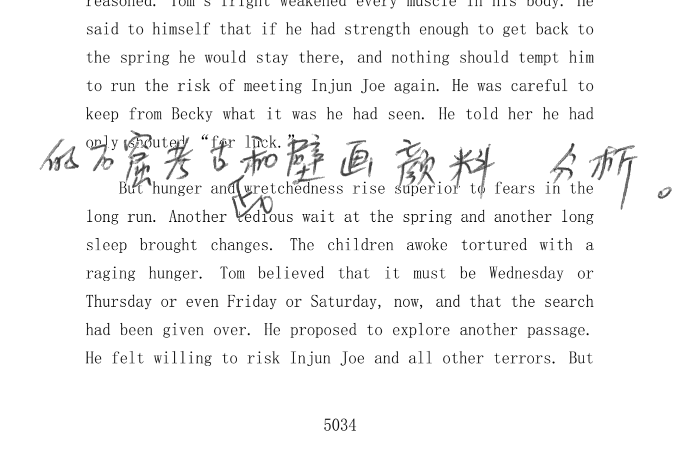 reasoned. Tom's fright weakened every muscle in his body. He
said to himself that if he had strength enough to get back to
the spring he would stay there, and nothing should tempt him
to run the risk of meeting Injun Joe again. He was careful to
keep from Becky what it was he had seen. He told her he had
only shouted “for luck.”
的石窟考古和壁画颜料 分析。
But hunger and wretchedness rise superior to fears in the
long run. Another tedious wait at the spring and another long
sleep brought changes. The children awoke tortured with a
raging hunger. Tom believed that it must be Wednesday or
Thursday or even Friday or Saturday, now, and that the search
had been given over. He proposed to explore another passage.
He felt willing to risk Injun Joe and all other terrors. But
5034